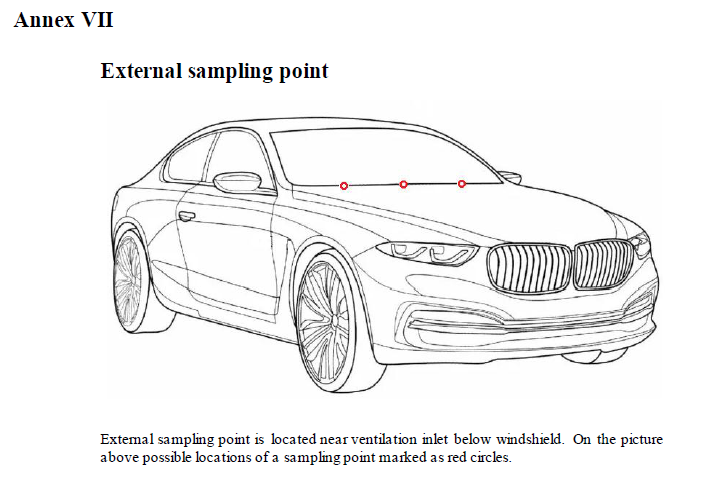 Annex VII
External sampling point
External sampling point is located near ventilation inlet below windshield. On the picture
above possible locations of a sampling point marked as red circles.